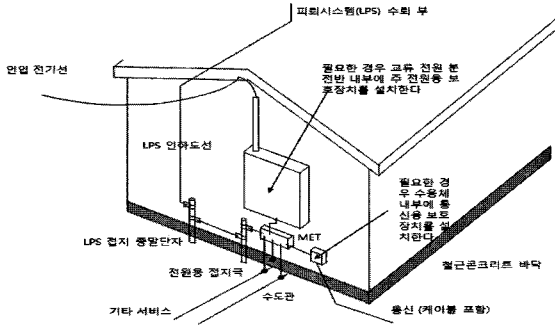 피뢰시스템(LPS) 수뢰 부
인입 전기선
필요한 경우 교류 전원 분
전반 내부에 주 전원용 보
호장치를 설치한다
LPS 인하도선
필요한 경
우 수용체
내부에 통
신용 보호
장치를 설
치한다
MET
LPS 접지 종말단자
전원용 접지극
철근콘크리트 바닥
수도관
기타 서비스
통신 (케이블 포함)